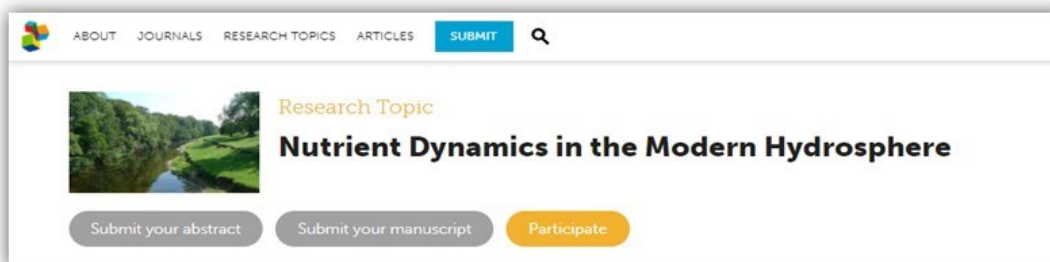 ABOUT JOURNALS RESEARCH TOPICS ARTICLES SUBMIT
Research Topic
Nutrient Dynamics in the Modern Hydrosphere
Submit your abstract Submit your manuscript Participate